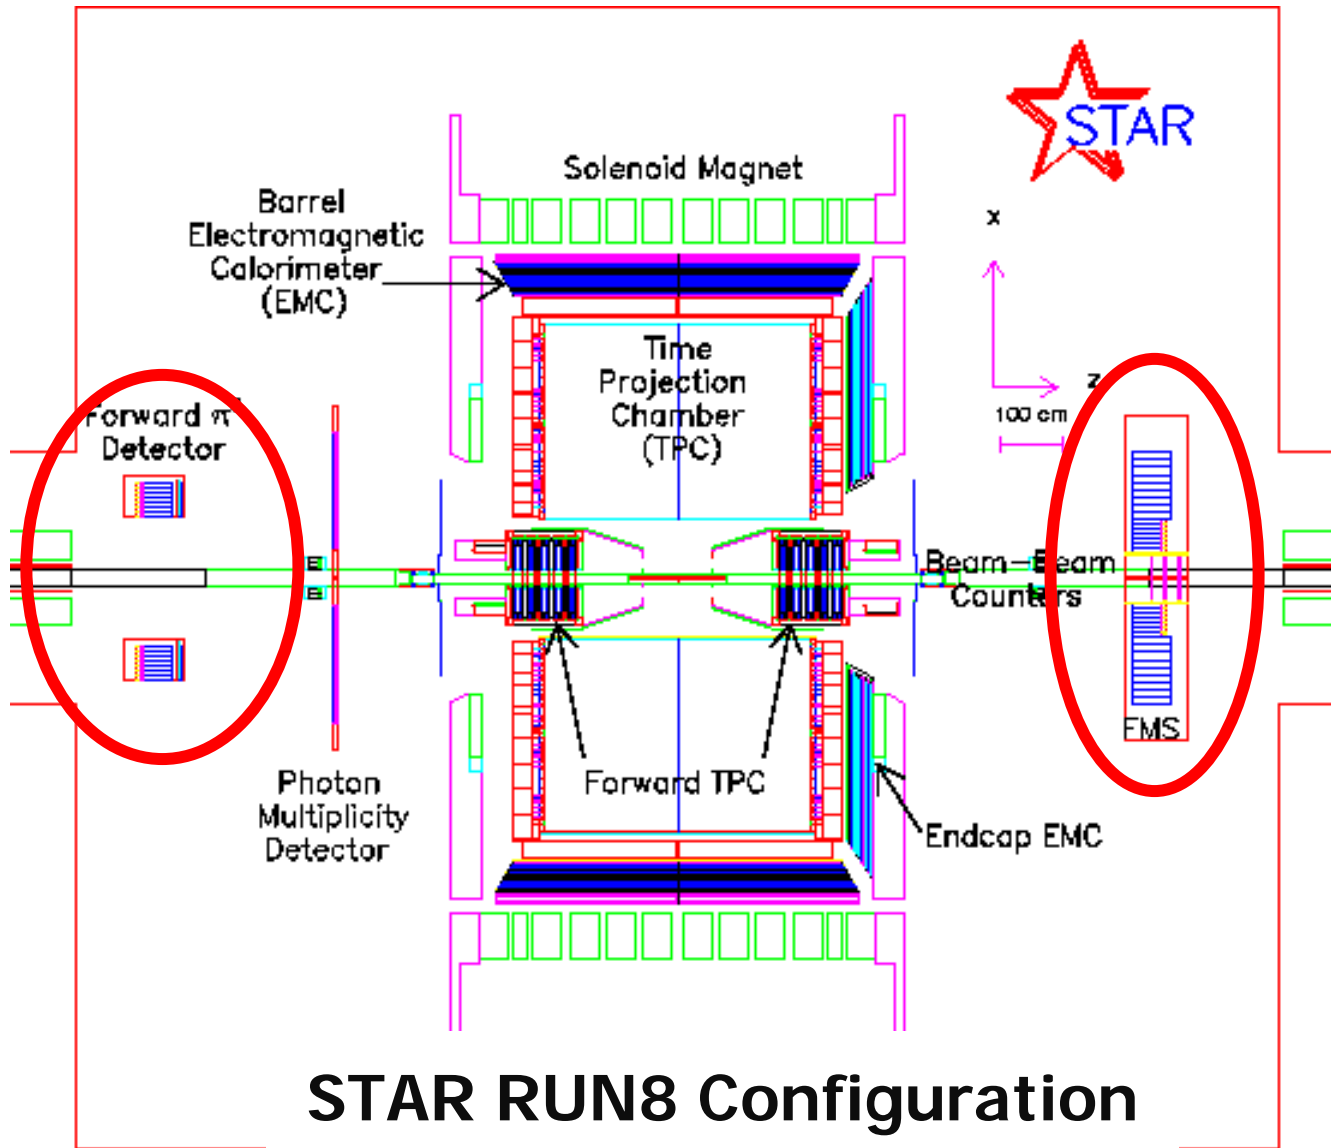 STAR
Solenoid Magnet
Barrel
Electromagnetic
Calorimeter
(EMC)
x
z
100 cm
Time
Projection
Chamber
(TPC)
Forward π
Detector
Beam-Beam
Counters
FMS
Photon
Multiplicity
Detector
Forward TPC
Endcap EMC
STAR RUN8 Configuration